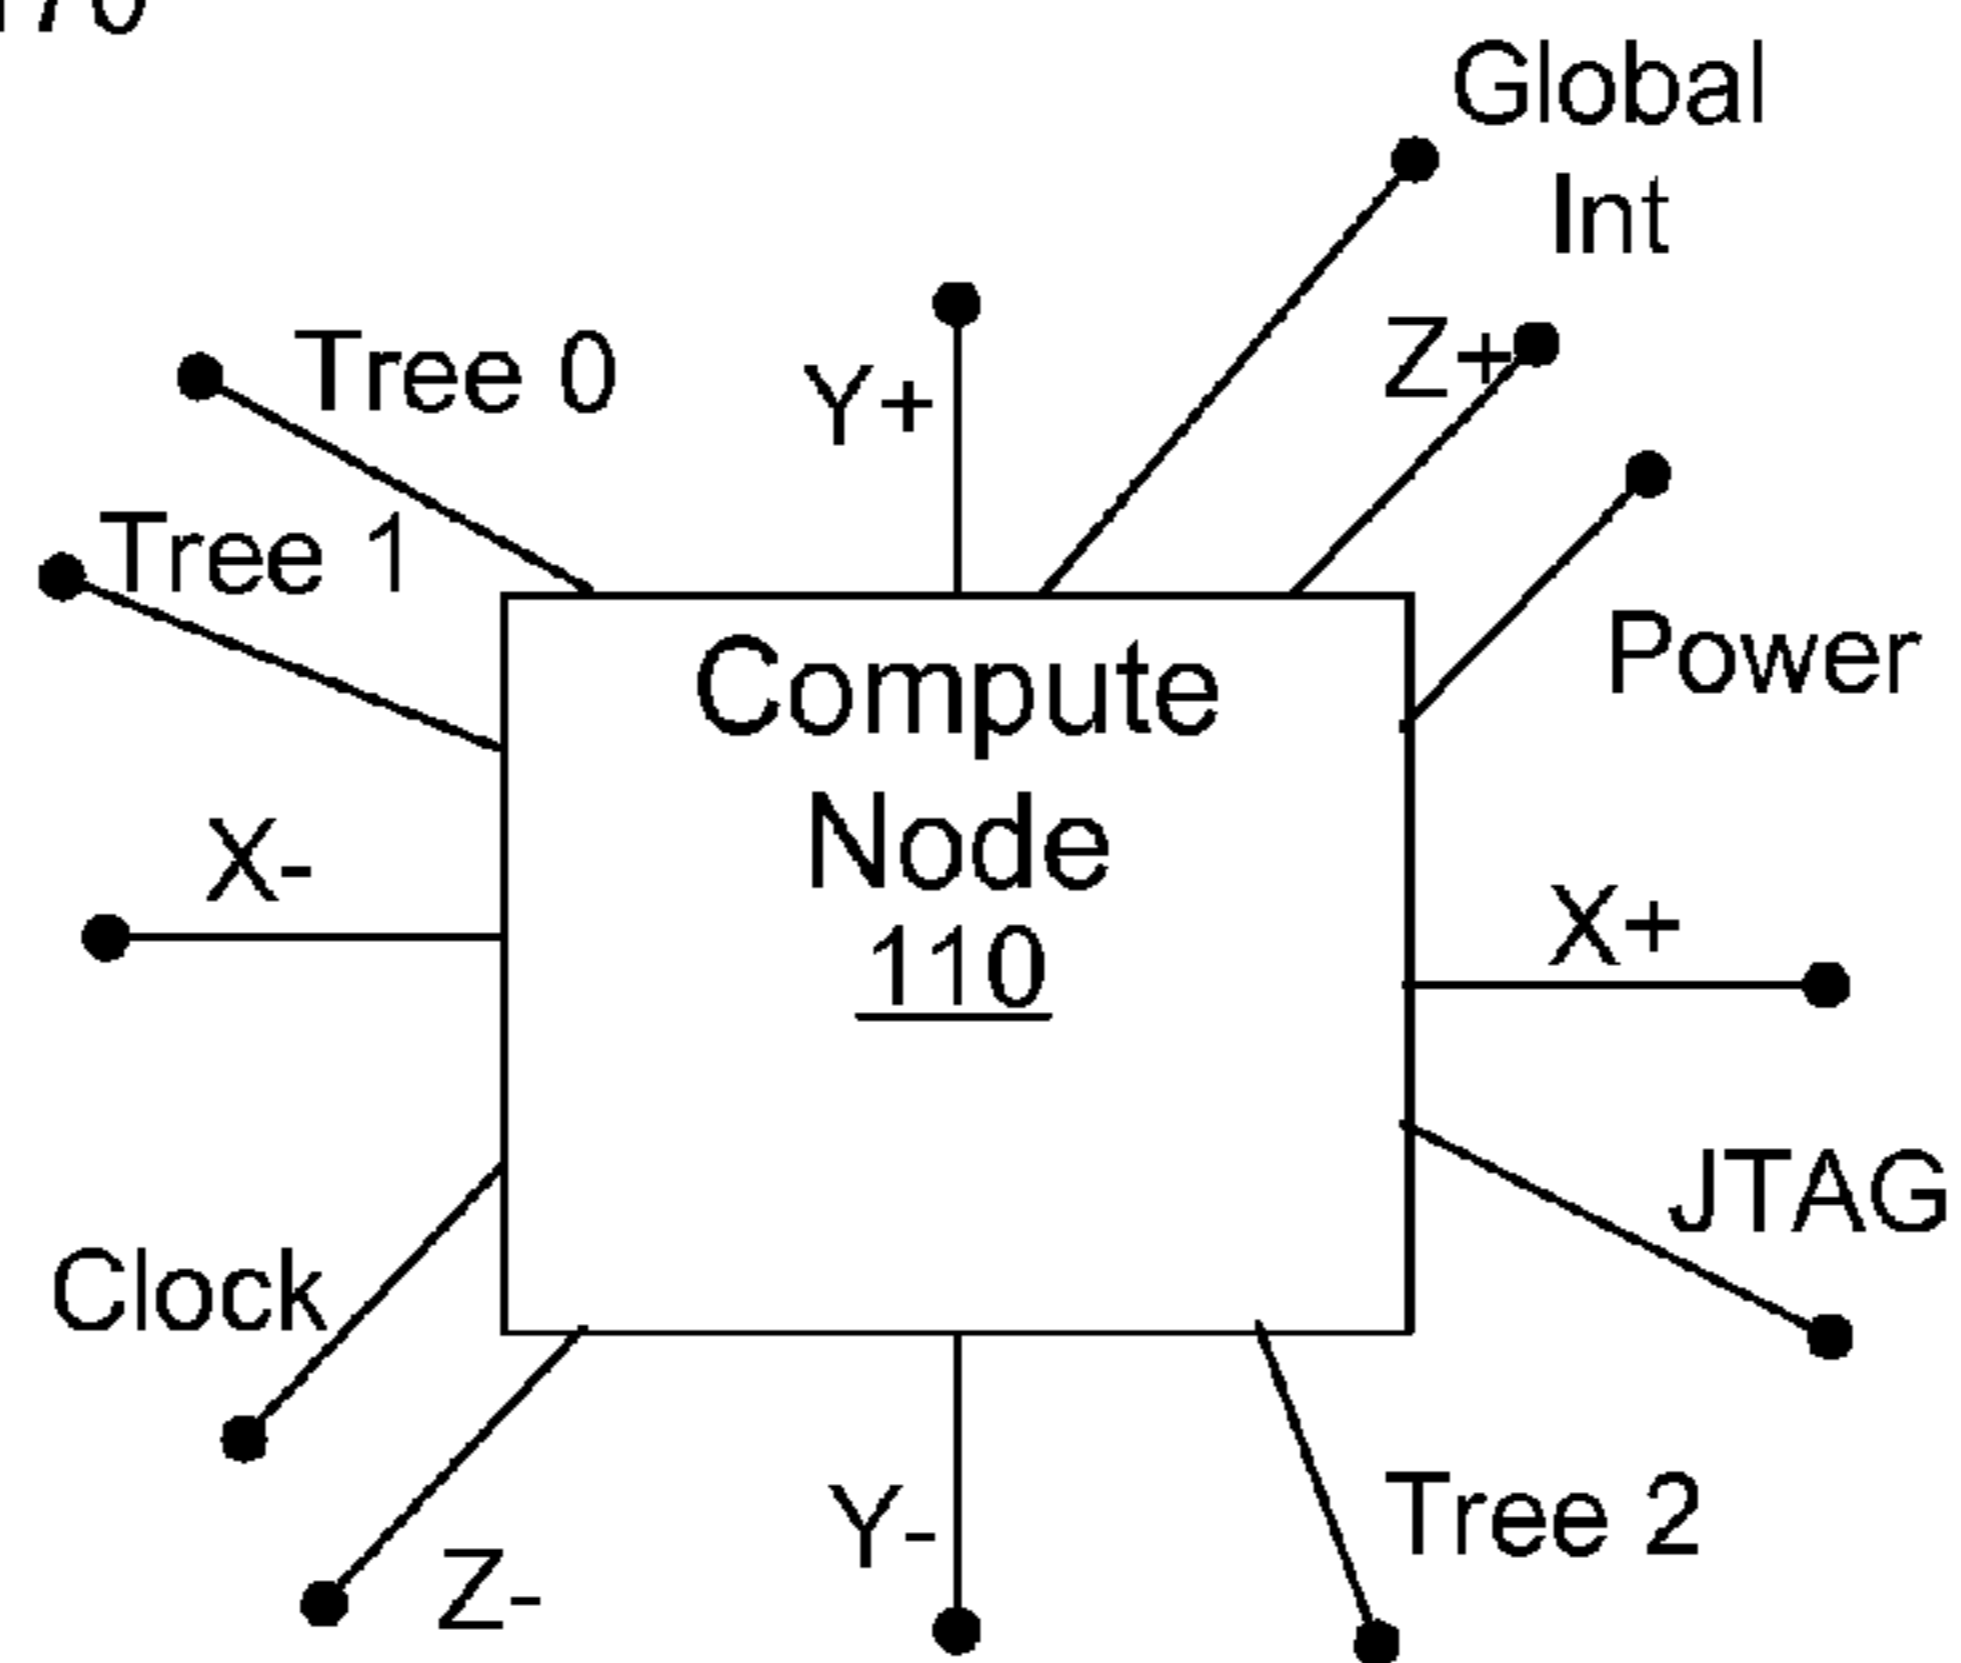 Global
Int
Tree 0
Y+
Z+
Tree 1
Power
Compute
Node
110
X-
X+
JTAG
Clock
Tree 2
Y-
Z-